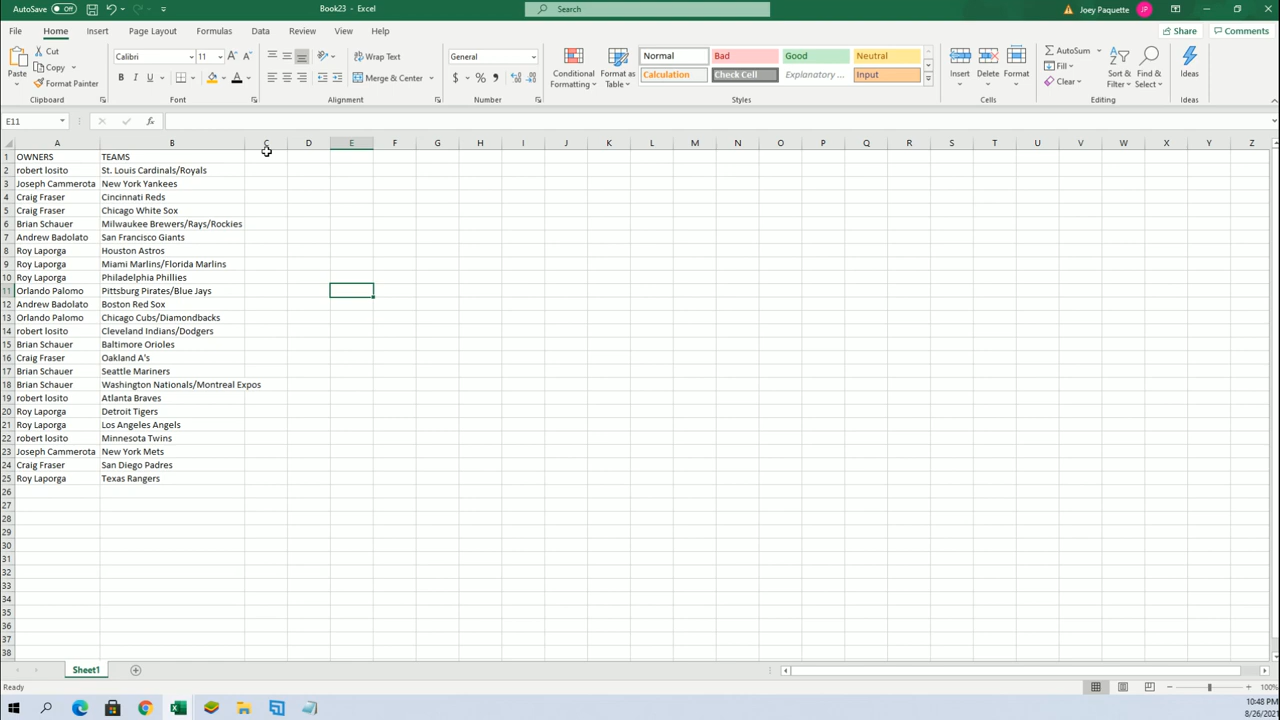 AutoSave Off Book23 - Excel Search Joey Paquette JP
File Home Insert Page Layout Formulas Data Review View Help Share Comments
Paste Cut Copy Format Painter Clipboard
Calibri 11 B I U A Font
Wrap Text Merge & Center Alignment
General $ % , Number
Conditional Formatting Format as Table
Normal Bad Good Neutral
Calculation Check Cell Explanatory ... Input
Styles
Insert Delete Format Cells
AutoSum Fill Clear Sort & Filter Find & Select Editing
Ideas Ideas
E11 fx
A B C D E F G H I J K L M N O P Q R S T U V W X Y Z
1 OWNERS TEAMS
2 robert losito St. Louis Cardinals/Royals
3 Joseph Cammerota New York Yankees
4 Craig Fraser Cincinnati Reds
5 Craig Fraser Chicago White Sox
6 Brian Schauer Milwaukee Brewers/Rays/Rockies
7 Andrew Badolato San Francisco Giants
8 Roy Laporga Houston Astros
9 Roy Laporga Miami Marlins/Florida Marlins
10 Roy Laporga Philadelphia Phillies
11 Orlando Palomo Pittsburg Pirates/Blue Jays
12 Andrew Badolato Boston Red Sox
13 Orlando Palomo Chicago Cubs/Diamondbacks
14 robert losito Cleveland Indians/Dodgers
15 Brian Schauer Baltimore Orioles
16 Craig Fraser Oakland A's
17 Brian Schauer Seattle Mariners
18 Brian Schauer Washington Nationals/Montreal Expos
19 robert losito Atlanta Braves
20 Roy Laporga Detroit Tigers
21 Roy Laporga Los Angeles Angels
22 robert losito Minnesota Twins
23 Joseph Cammerota New York Mets
24 Craig Fraser San Diego Padres
25 Roy Laporga Texas Rangers
26
27
28
29
30
31
32
33
34
35
36
37
38
Sheet1
Ready 100%
10:48 PM
8/26/2021